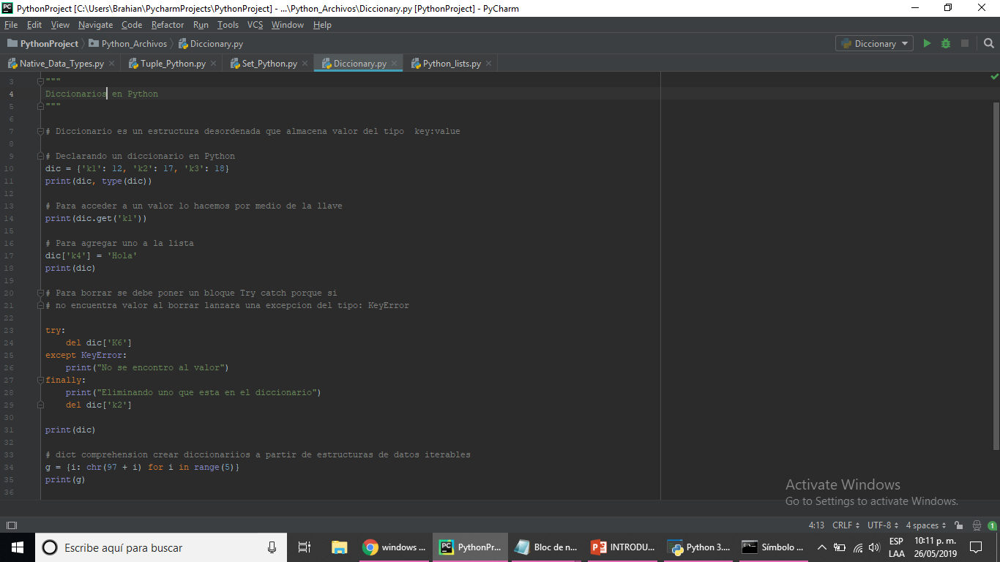 PC PythonProject [C:\Users\Brahian\PycharmProjects\PythonProject] - ...\Python_Archivos\Diccionary.py [PythonProject] - PyCharm
File Edit View Navigate Code Refactor Run Tools VCS Window Help
PythonProject Python_Archivos Diccionary.py Diccionary
Native_Data_Types.py Tuple_Python.py Set_Python.py Diccionary.py Python_lists.py
3 """
4 Diccionarios en Python
5 """
6
7 # Diccionario es un estructura desordenada que almacena valor del tipo  key:value
8
9 # Declarando un diccionario en Python
10 dic = {'k1': 12, 'k2': 17, 'k3': 18}
11 print(dic, type(dic))
12
13 # Para acceder a un valor lo hacemos por medio de la llave
14 print(dic.get('k1'))
15
16 # Para agregar uno a la lista
17 dic['k4'] = 'Hola'
18 print(dic)
19
20 # Para borrar se debe poner un bloque Try catch porque si
21 # no encuentra valor al borrar lanzara una excepcion del tipo: KeyError
22
23 try:
24     del dic['K6']
25 except KeyError:
26     print("No se encontro al valor")
27 finally:
28     print("Eliminando uno que esta en el diccionario")
29     del dic['k2']
30
31 print(dic)
32
33 # dict comprehension crear diccionariios a partir de estructuras de datos iterables
34 g = {i: chr(97 + i) for i in range(5)}
35 print(g)
36
Activate Windows
Go to Settings to activate Windows.
4:13 CRLF UTF-8 4 spaces 1
Escribe aquí para buscar windows ... PC PythonPr... Bloc de n... INTRODU... Python 3.... Símbolo ... ESP LAA 10:11 p. m. 26/05/2019